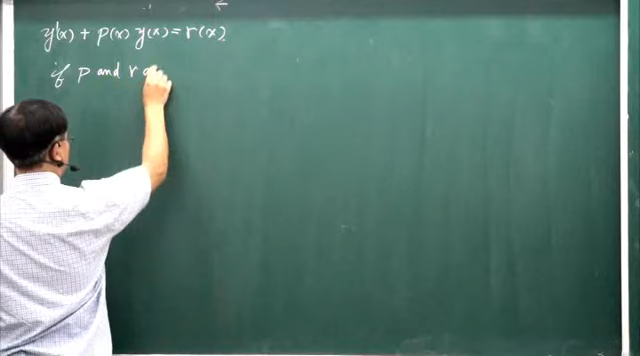 y'(x) + p(x) y(x) = r(x)
if p and r